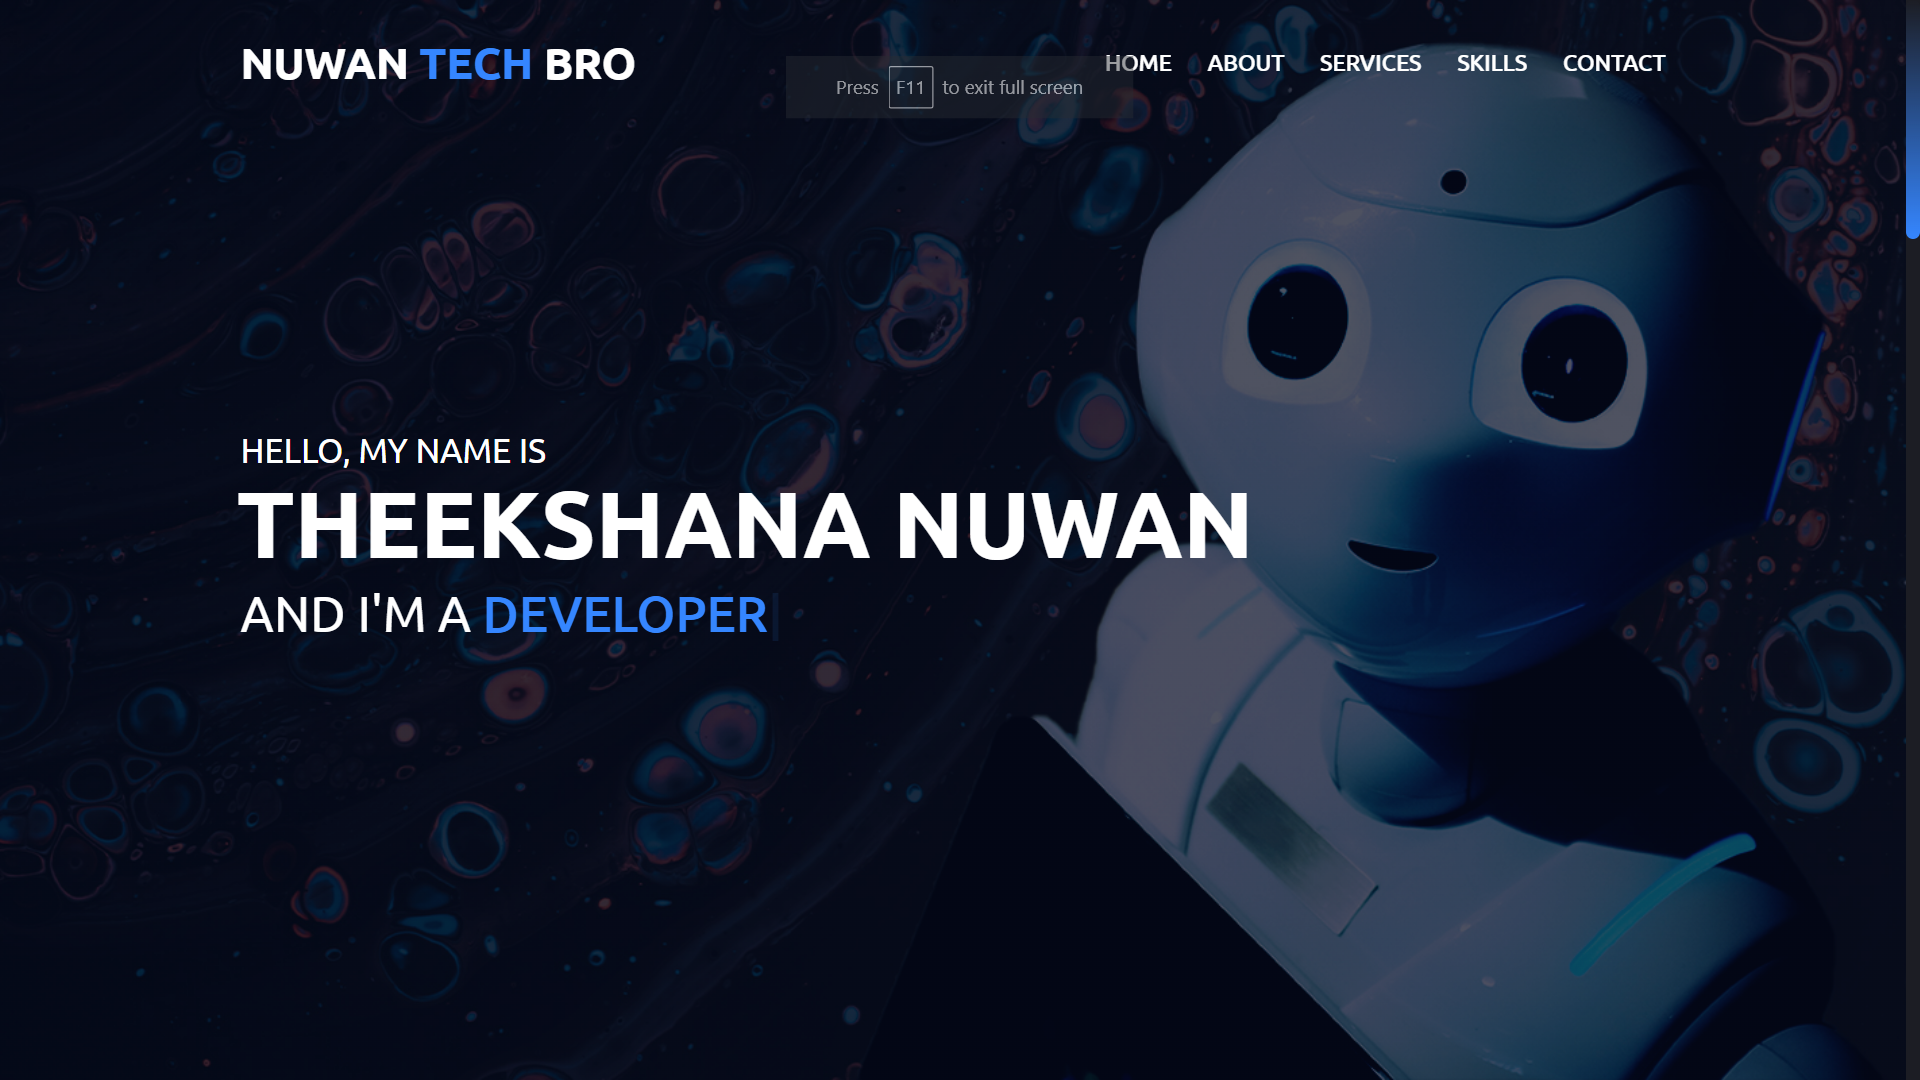 NUWAN TECH BRO
HOME ABOUT SERVICES SKILLS CONTACT
Press F11 to exit full screen
HELLO, MY NAME IS
THEEKSHANA NUWAN
AND I'M A DEVELOPER